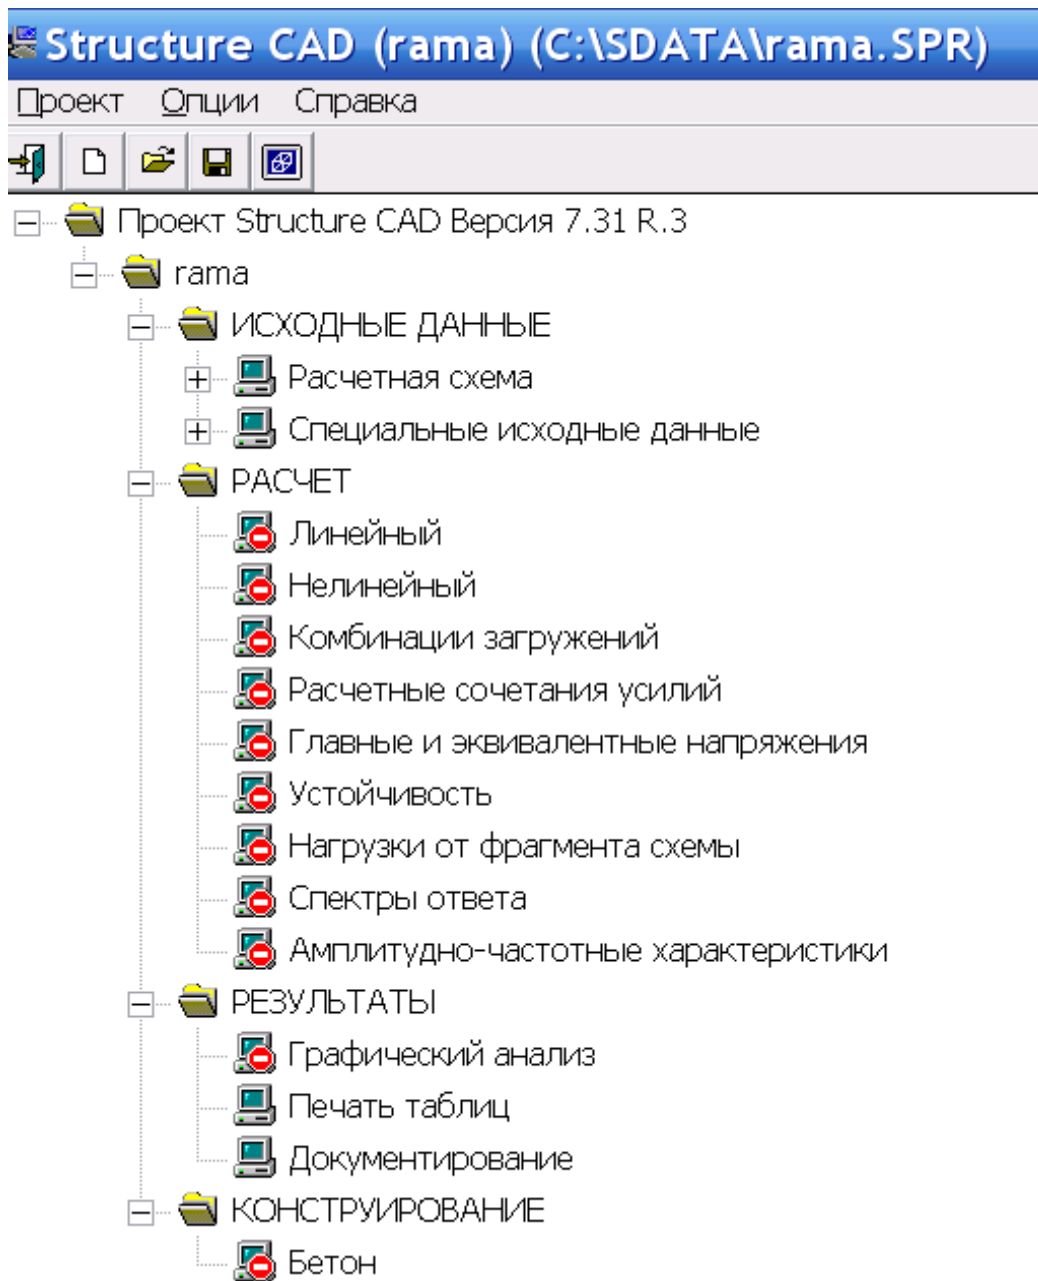 Structure CAD (rama) (C:\SDATA\rama.SPR)
Проект Опции Справка
Проект Structure CAD Версия 7.31 R.3
rama
ИСХОДНЫЕ ДАННЫЕ
Расчетная схема
Специальные исходные данные
РАСЧЕТ
Линейный
Нелинейный
Комбинации загружений
Расчетные сочетания усилий
Главные и эквивалентные напряжения
Устойчивость
Нагрузки от фрагмента схемы
Спектры ответа
Амплитудно-частотные характеристики
РЕЗУЛЬТАТЫ
Графический анализ
Печать таблиц
Документирование
КОНСТРУИРОВАНИЕ
Бетон